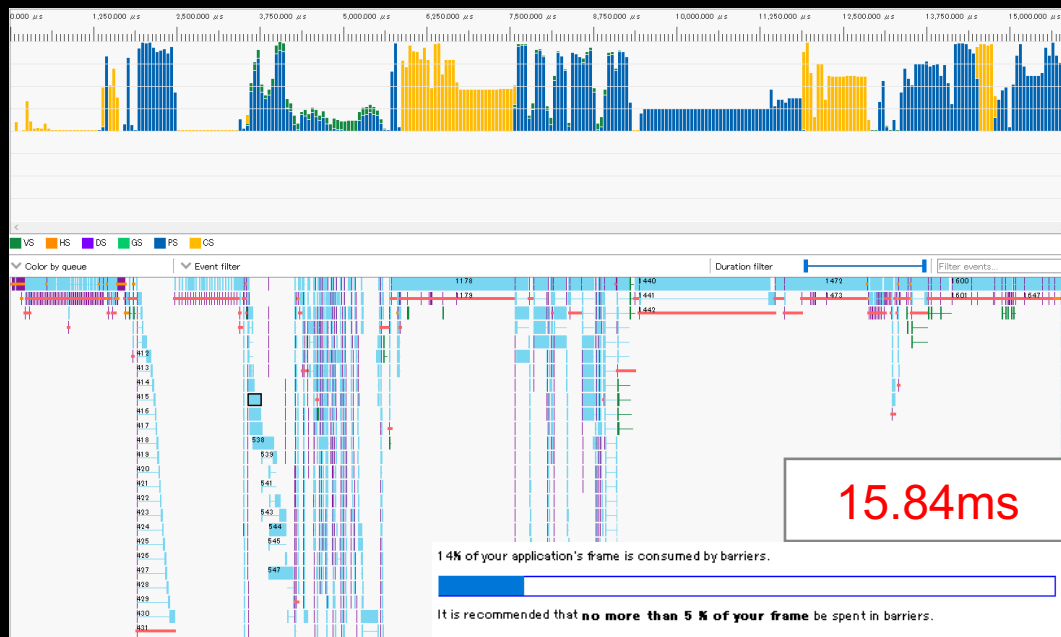 0.000 μs 1,250.000 μs 2,500.000 μs 3,750.000 μs 5,000.000 μs 6,250.000 μs 7,500.000 μs 8,750.000 μs 10,000.000 μs 11,250.000 μs 12,500.000 μs 13,750.000 μs 15,000.000 μs
VS HS DS GS PS CS
Color by queue Event filter Duration filter Filter events...
1178 1440 1472 1600
1179 1441 1473 1601 1647
1442
412
413
414
415
416
417
418 538
419 539
420
421 541
422
423 543
424 544
425 545
426
427 547
428
429
430
431
15.84ms
14% of your application's frame is consumed by barriers.
It is recommended that no more than 5 % of your frame be spent in barriers.